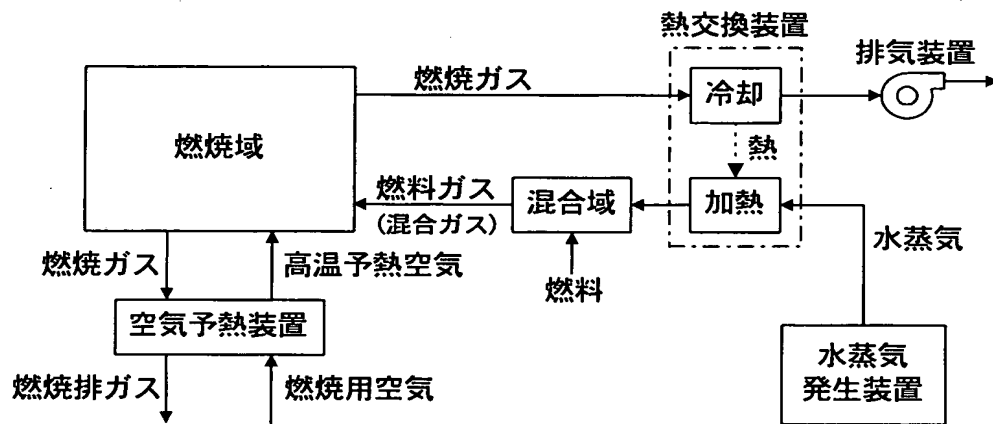 熱交換装置
排気装置
燃焼ガス
冷却
燃焼域
熱
燃料ガス
(混合ガス)
混合域
加熱
水蒸気
燃焼ガス
高温予熱空気
燃料
空気予熱装置
水蒸気
発生装置
燃焼排ガス
燃焼用空気